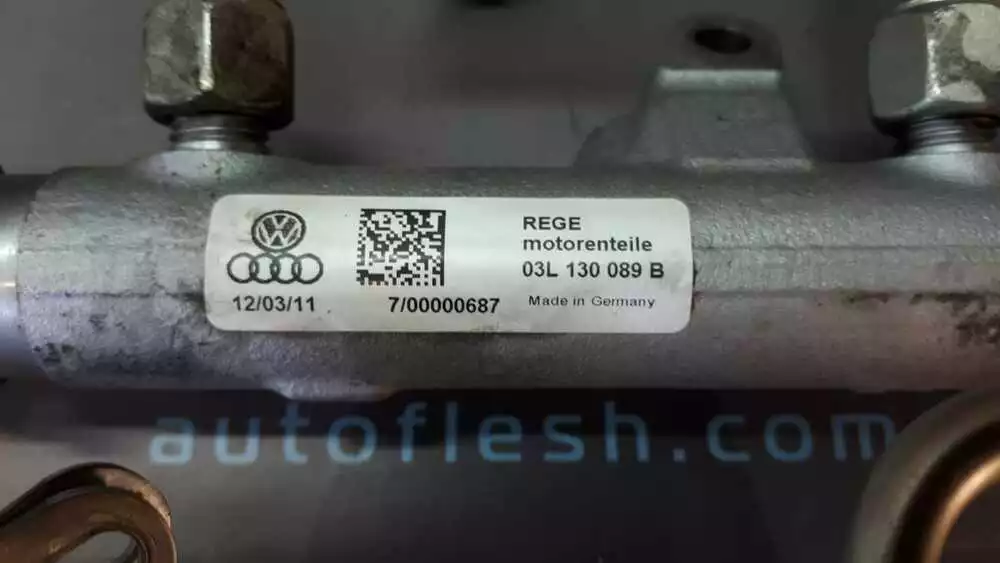 REGE
motorenteile
03L 130 089 B
12/03/11
7/00000687
Made in Germany
autoflesh.com